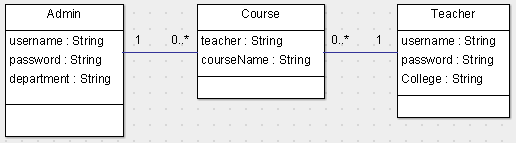 Admin
username : String
password : String
department : String
1
0..*
Course
teacher : String
courseName : String
0..*
1
Teacher
username : String
password : String
College : String